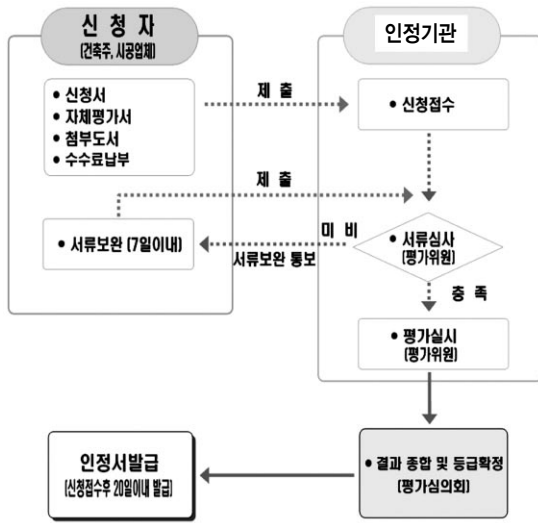 신 청 자
(건축주, 시공업체)
인정기관
• 신청서
• 자체평가서
• 첨부도서
• 수수료납부
제 출
• 신청접수
제 출
• 서류보완 (7일이내)
미 비
서류보완 통보
• 서류심사
(평가위원)
충 족
• 평가실시
(평가위원)
인정서발급
(신청접수후 20일이내 발급)
• 결과 종합 및 등급확정
(평가심의회)